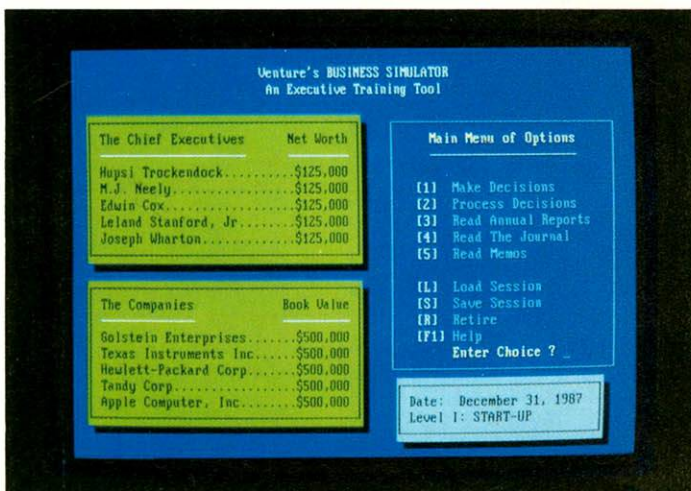 Venture's BUSINESS SIMULATOR
An Executive Training Tool
The Chief Executives Net Worth
Hupsi Trockendock..........$125,000
M.J. Neely.................$125,000
Edwin Cox..................$125,000
Leland Stanford, Jr........$125,000
Joseph Wharton.............$125,000
The Companies Book Value
Golstein Enterprises.......$500,000
Texas Instruments Inc......$500,000
Hewlett-Packard Corp.......$500,000
Tandy Corp.................$500,000
Apple Computer, Inc........$500,000
Main Menu of Options
[1] Make Decisions
[2] Process Decisions
[3] Read Annual Reports
[4] Read The Journal
[5] Read Memos
[L] Load Session
[S] Save Session
[R] Retire
[F1] Help
Enter Choice ? _
Date: December 31, 1987
Level I: START-UP